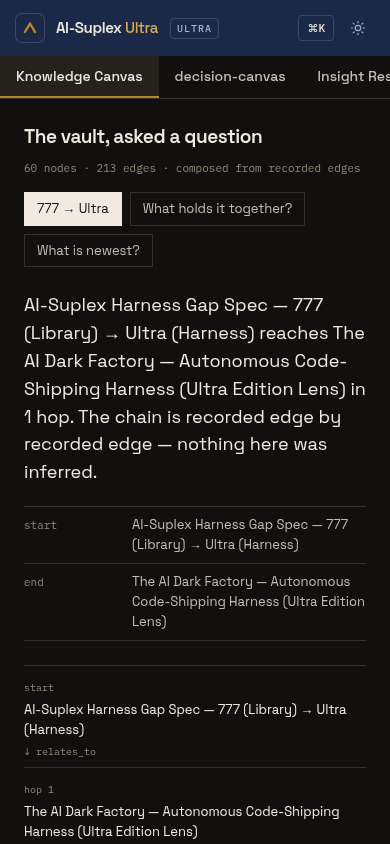 AI-Suplex Ultra ULTRA ⌘K
Knowledge Canvas decision-canvas Insight Res
The vault, asked a question
60 nodes · 213 edges · composed from recorded edges
777 → Ultra What holds it together?
What is newest?
AI-Suplex Harness Gap Spec — 777
(Library) → Ultra (Harness) reaches The
AI Dark Factory — Autonomous Code-
Shipping Harness (Ultra Edition Lens) in
1 hop. The chain is recorded edge by
recorded edge — nothing here was
inferred.
start AI-Suplex Harness Gap Spec — 777
(Library) → Ultra (Harness)
end The AI Dark Factory — Autonomous
Code-Shipping Harness (Ultra Edition
Lens)
start
AI-Suplex Harness Gap Spec — 777 (Library) → Ultra
(Harness)
↓ relates_to
hop 1
The AI Dark Factory — Autonomous Code-Shipping
Harness (Ultra Edition Lens)